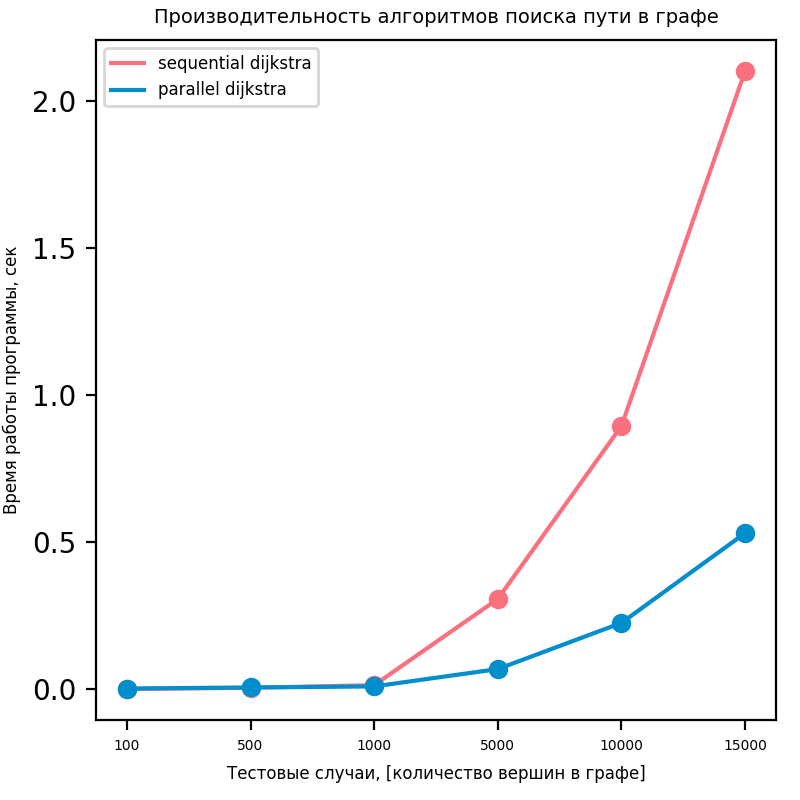 Производительность алгоритмов поиска пути в графе
sequential dijkstra
parallel dijkstra
Время работы программы, сек
2.0
1.5
1.0
0.5
0.0
100 500 1000 5000 10000 15000
Тестовые случаи, [количество вершин в графе]